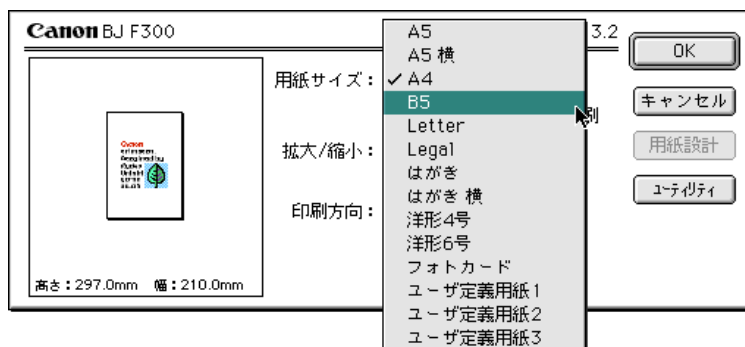 Canon BJ F300
3.2
用紙サイズ：
拡大/縮小：
印刷方向：
A5
A5 横
✓A4
B5
Letter
Legal
はがき
はがき 横
洋形4号
洋形6号
フォトカード
ユーザ定義用紙1
ユーザ定義用紙2
ユーザ定義用紙3
刷
OK
キャンセル
用紙設計
ユーティリティ
Canon
高さ：297.0mm 幅：210.0mm